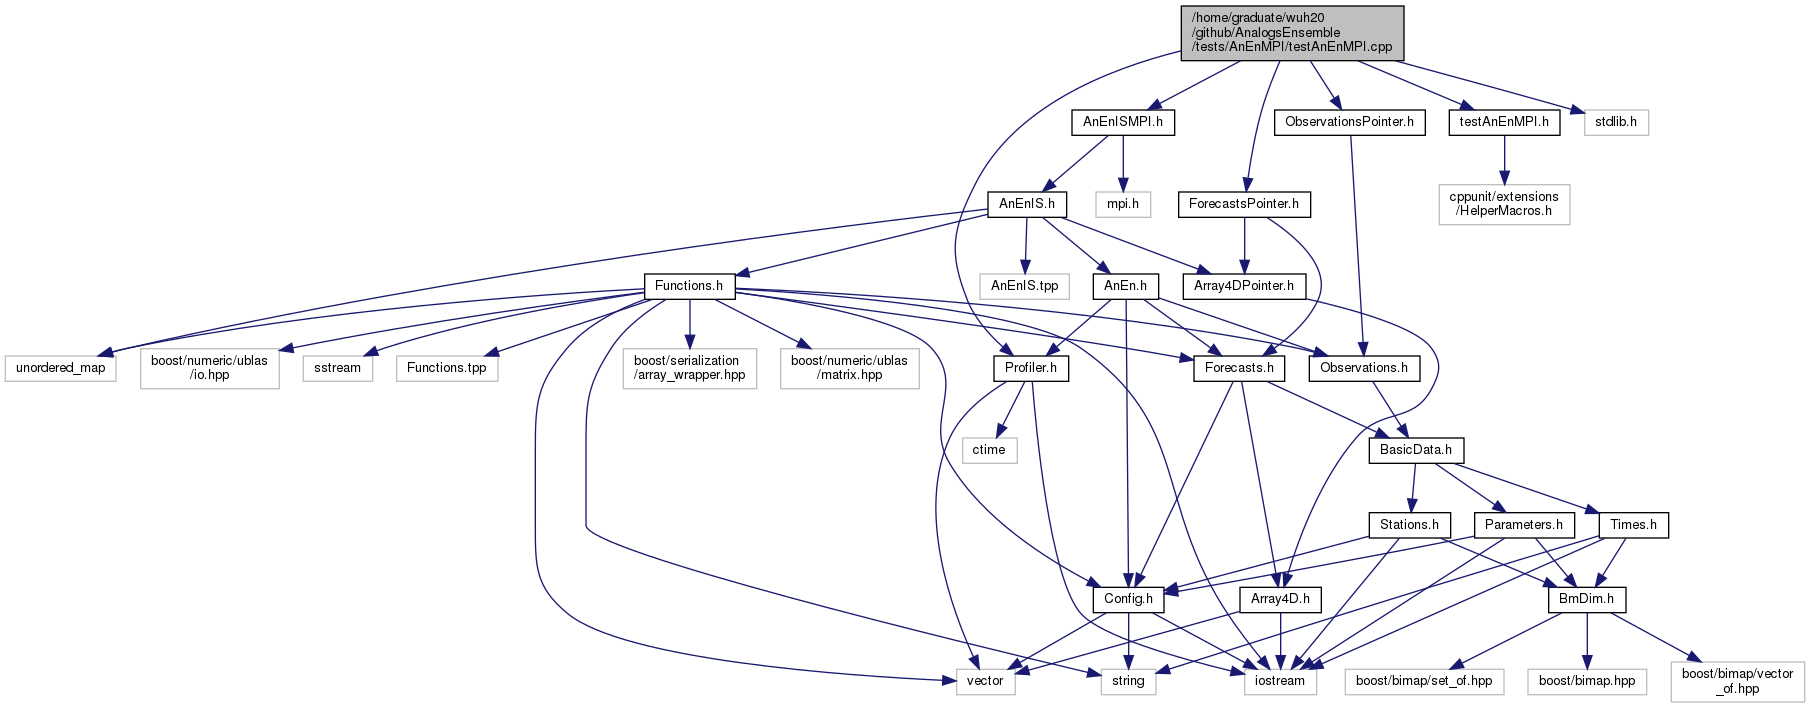 /home/graduate/wuh20
/github/AnalogsEnsemble
/tests/AnEnMPI/testAnEnMPI.cpp
AnEnISMPI.h
ObservationsPointer.h
testAnEnMPI.h
stdlib.h
AnEnIS.h
mpi.h
ForecastsPointer.h
cppunit/extensions
/HelperMacros.h
Functions.h
AnEnIS.tpp
AnEn.h
Array4DPointer.h
unordered_map
boost/numeric/ublas
/io.hpp
sstream
Functions.tpp
boost/serialization
/array_wrapper.hpp
boost/numeric/ublas
/matrix.hpp
Profiler.h
Forecasts.h
Observations.h
ctime
BasicData.h
Stations.h
Parameters.h
Times.h
Config.h
Array4D.h
BmDim.h
vector
string
iostream
boost/bimap/set_of.hpp
boost/bimap.hpp
boost/bimap/vector
_of.hpp